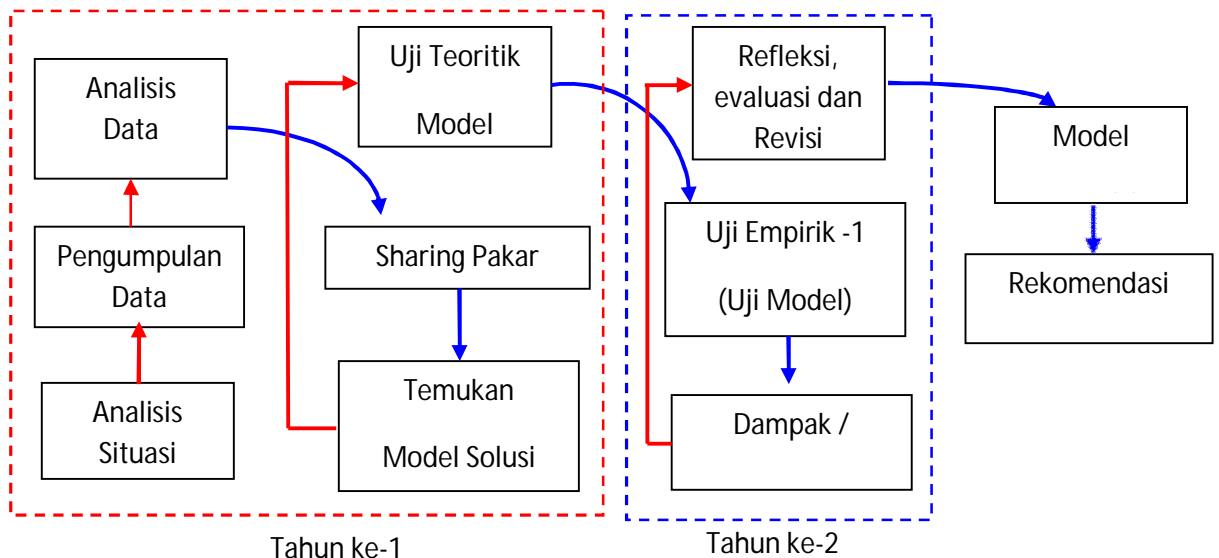 Analisis
Data
Pengumpulan
Data
Analisis
Situasi
Uji Teoritik
Model
Sharing Pakar
Temukan
Model Solusi
Tahun ke-1
Refleksi,
evaluasi dan
Revisi
Uji Empirik -1
(Uji Model)
Dampak /
Tahun ke-2
Model
Rekomendasi